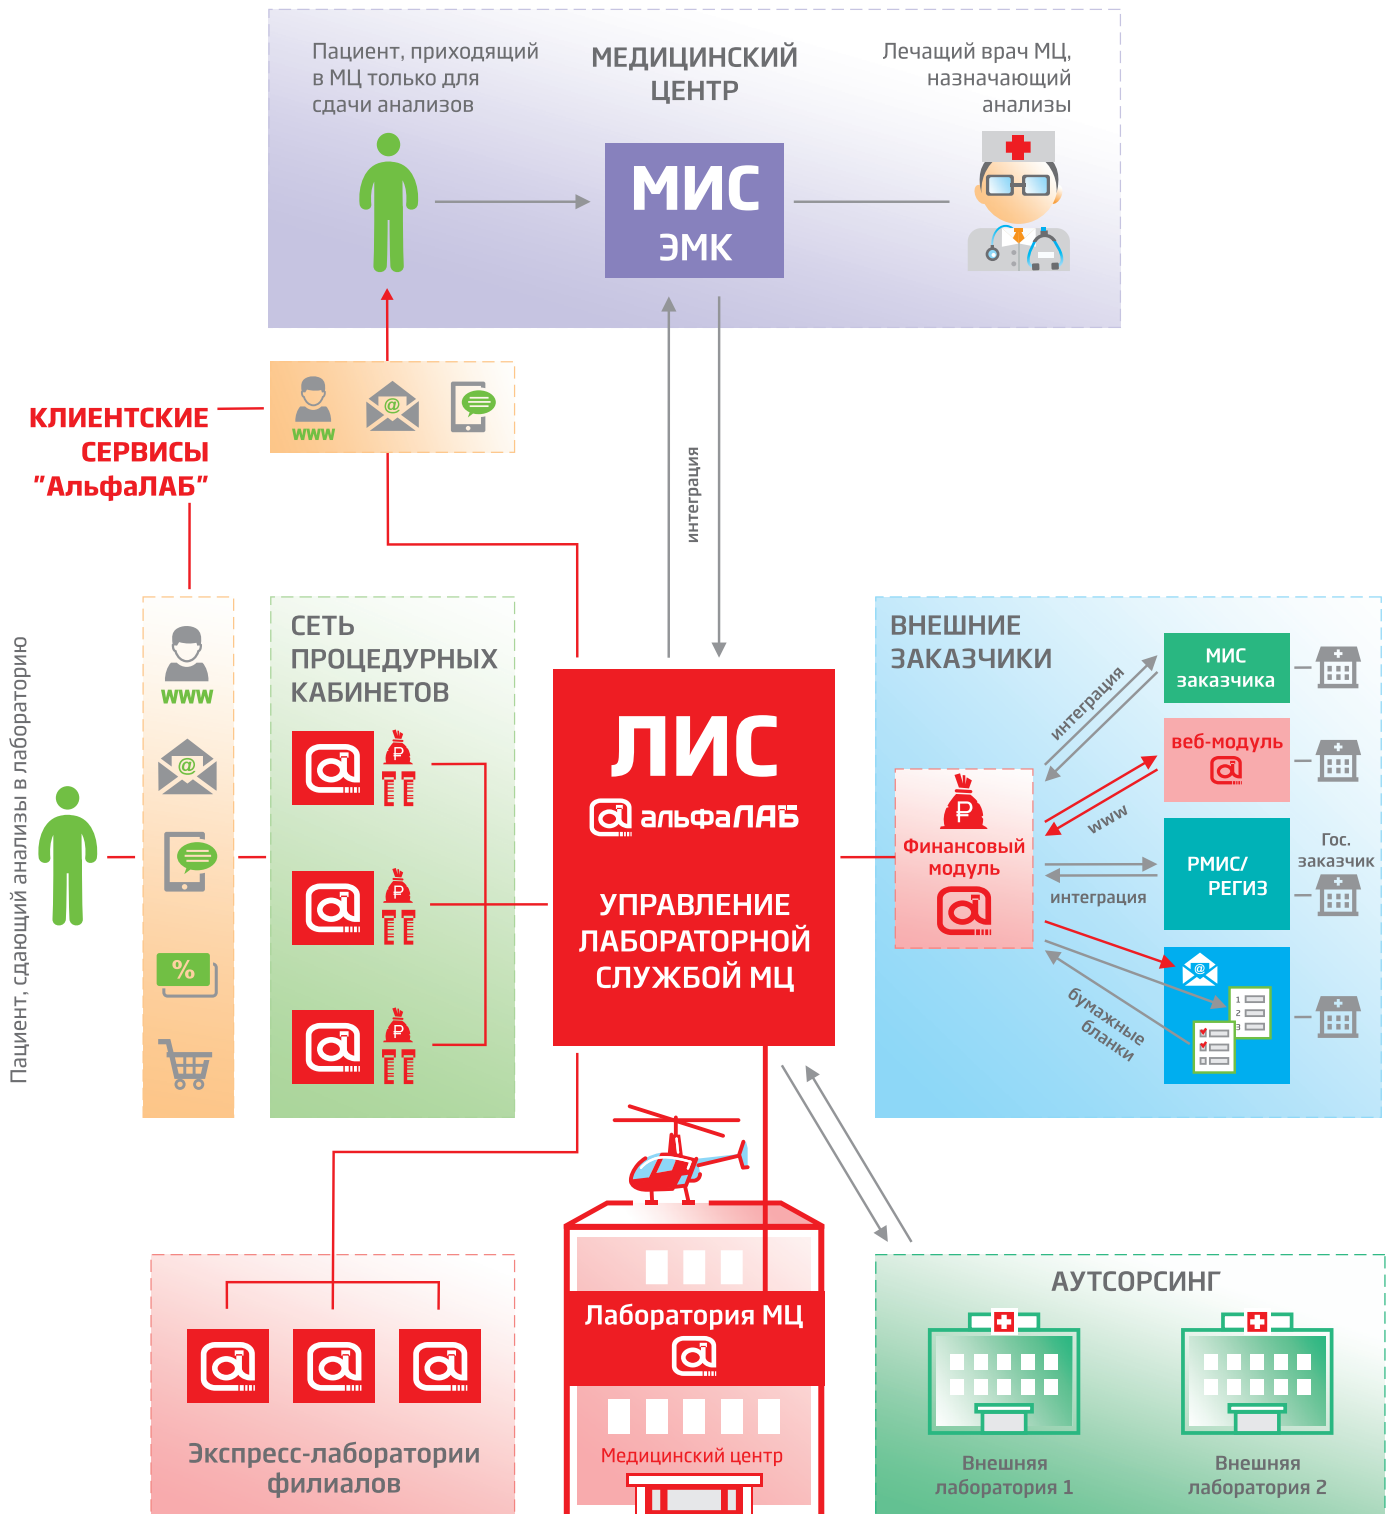 Пациент, приходящий
в МЦ только для
сдачи анализов
МЕДИЦИНСКИЙ
ЦЕНТР
Лечащий врач МЦ,
назначающий
анализы
МИС
ЭМК
www
@
КЛИЕНТСКИЕ
СЕРВИСЫ
"АльфаЛАБ"
интеграция
Пациент, сдающий анализы в лабораторию
www
@
%
СЕТЬ
ПРОЦЕДУРНЫХ
КАБИНЕТОВ
₽
₽
₽
ЛИС
альфаЛАБ
УПРАВЛЕНИЕ
ЛАБОРАТОРНОЙ
СЛУЖБОЙ МЦ
ВНЕШНИЕ
ЗАКАЗЧИКИ
интеграция
МИС
заказчика
веб-модуль
www
₽
Финансовый
модуль
интеграция
РМИС/
РЕГИЗ
Гос.
заказчик
@
1
2
3
бумажные
бланки
Экспресс-лаборатории
филиалов
Лаборатория МЦ
Медицинский центр
АУТСОРСИНГ
Внешняя
лаборатория 1
Внешняя
лаборатория 2